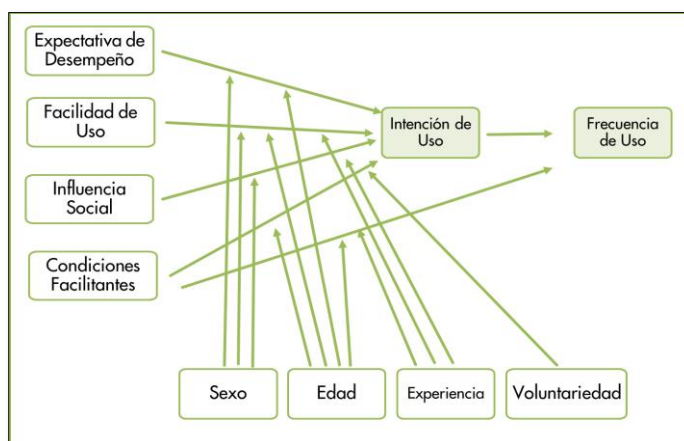 Expectativa de
Desempeño
Facilidad de
Uso
Influencia
Social
Condiciones
Facilitantes
Intención de
Uso
Frecuencia
de Uso
Sexo
Edad
Experiencia
Voluntariedad